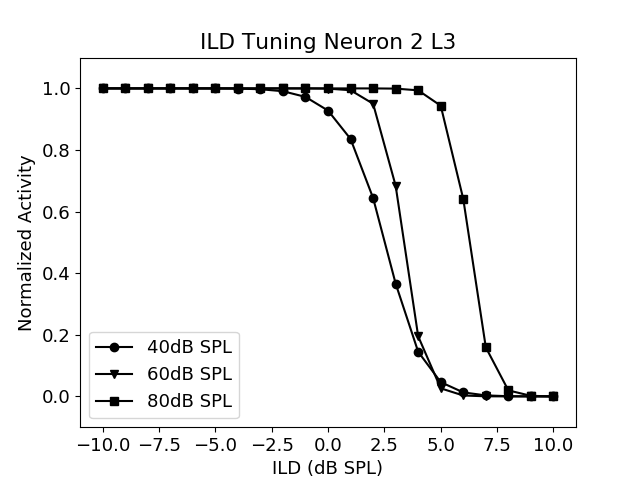 ILD Tuning Neuron 2 L3
Normalized Activity
1.0
0.8
0.6
0.4
0.2
0.0
40dB SPL
60dB SPL
80dB SPL
−10.0 −7.5 −5.0 −2.5 0.0 2.5 5.0 7.5 10.0
ILD (dB SPL)